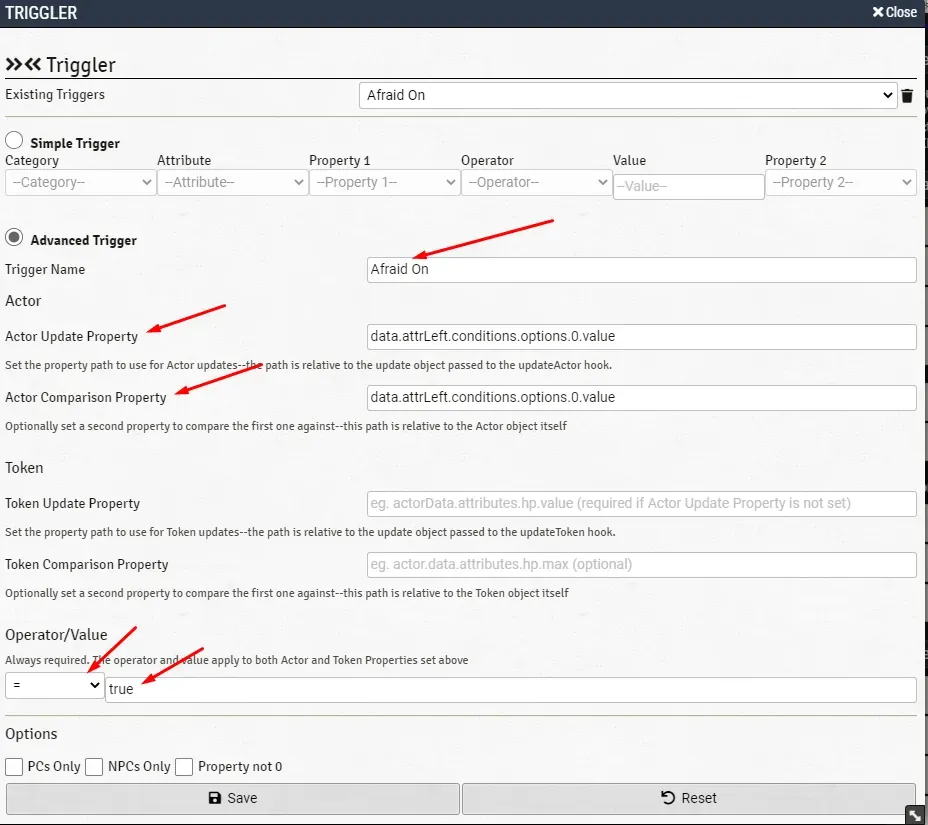 TRIGGLER
Close
Triggler
Existing Triggers
Afraid On
Simple Trigger
Category Attribute Property 1 Operator Value Property 2
--Category-- --Attribute-- --Property 1-- --Operator-- --Value-- --Property 2--
Advanced Trigger
Trigger Name Afraid On
Actor
Actor Update Property data.attrLeft.conditions.options.0.value
Set the property path to use for Actor updates--the path is relative to the update object passed to the updateActor hook.
Actor Comparison Property data.attrLeft.conditions.options.0.value
Optionally set a second property to compare the first one against--this path is relative to the Actor object itself
Token
Token Update Property eg. actorData.attributes.hp.value (required if Actor Update Property is not set)
Set the property path to use for Token updates--the path is relative to the update object passed to the updateToken hook.
Token Comparison Property eg. actor.data.attributes.hp.max (optional)
Optionally set a second property to compare the first one against--this path is relative to the Token object itself
Operator/Value
Always required. The operator and value apply to both Actor and Token Properties set above
= true
Options
PCs Only NPCs Only Property not 0
Save Reset